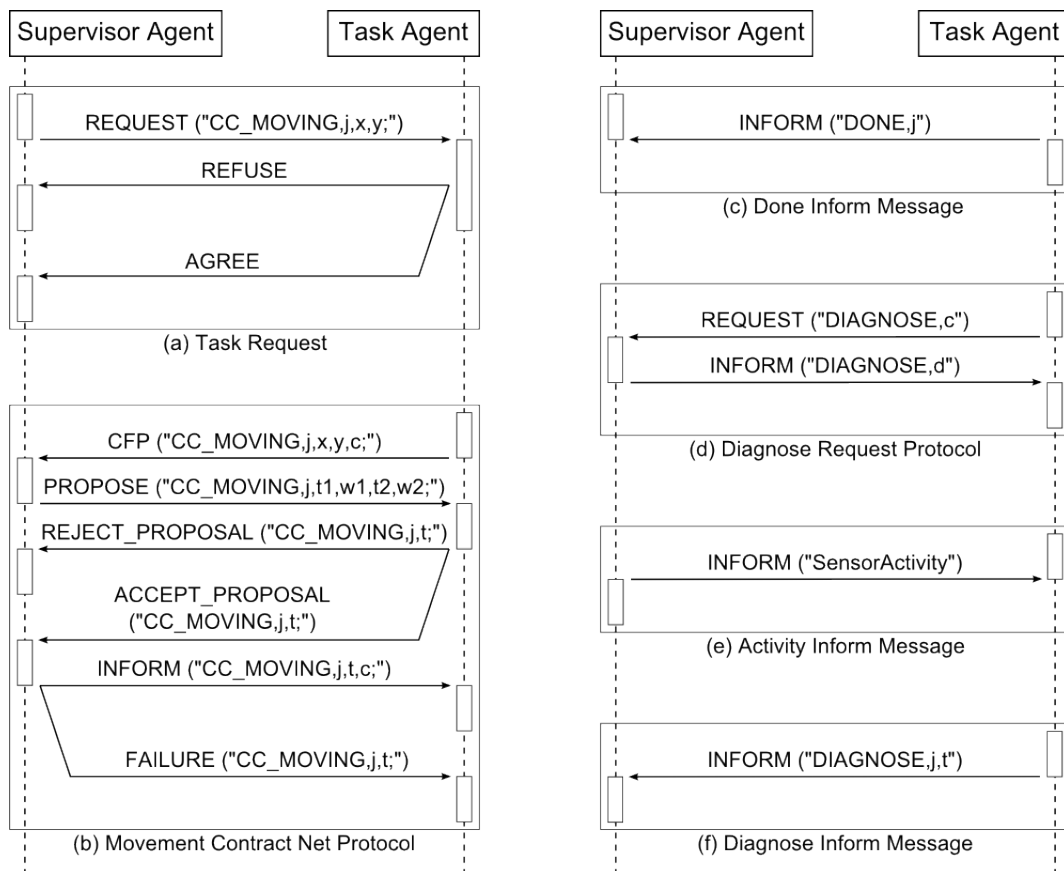 Supervisor Agent
Task Agent
REQUEST ("CC_MOVING,j,x,y;")
REFUSE
AGREE
(a) Task Request
CFP ("CC_MOVING,j,x,y,c;")
PROPOSE ("CC_MOVING,j,t1,w1,t2,w2;")
REJECT_PROPOSAL ("CC_MOVING,j,t;")
ACCEPT_PROPOSAL
("CC_MOVING,j,t;")
INFORM ("CC_MOVING,j,t,c;")
FAILURE ("CC_MOVING,j,t;")
(b) Movement Contract Net Protocol
Supervisor Agent
Task Agent
INFORM ("DONE,j")
(c) Done Inform Message
REQUEST ("DIAGNOSE,c")
INFORM ("DIAGNOSE,d")
(d) Diagnose Request Protocol
INFORM ("SensorActivity")
(e) Activity Inform Message
INFORM ("DIAGNOSE,j,t")
(f) Diagnose Inform Message